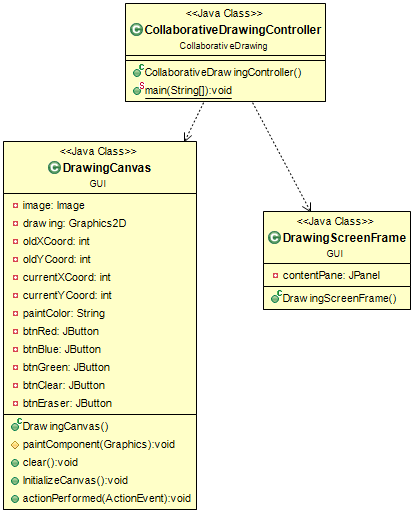 <<Java Class>>
CollaborativeDrawingController
CollaborativeDrawing
CollaborativeDrawingController()
main(String[]):void
<<Java Class>>
DrawingCanvas
GUI
image: Image
drawing: Graphics2D
oldXCoord: int
oldYCoord: int
currentXCoord: int
currentYCoord: int
paintColor: String
btnRed: JButton
btnBlue: JButton
btnGreen: JButton
btnClear: JButton
btnEraser: JButton
DrawingCanvas()
paintComponent(Graphics):void
clear():void
InitializeCanvas():void
actionPerformed(ActionEvent):void
<<Java Class>>
DrawingScreenFrame
GUI
contentPane: JPanel
DrawingScreenFrame()